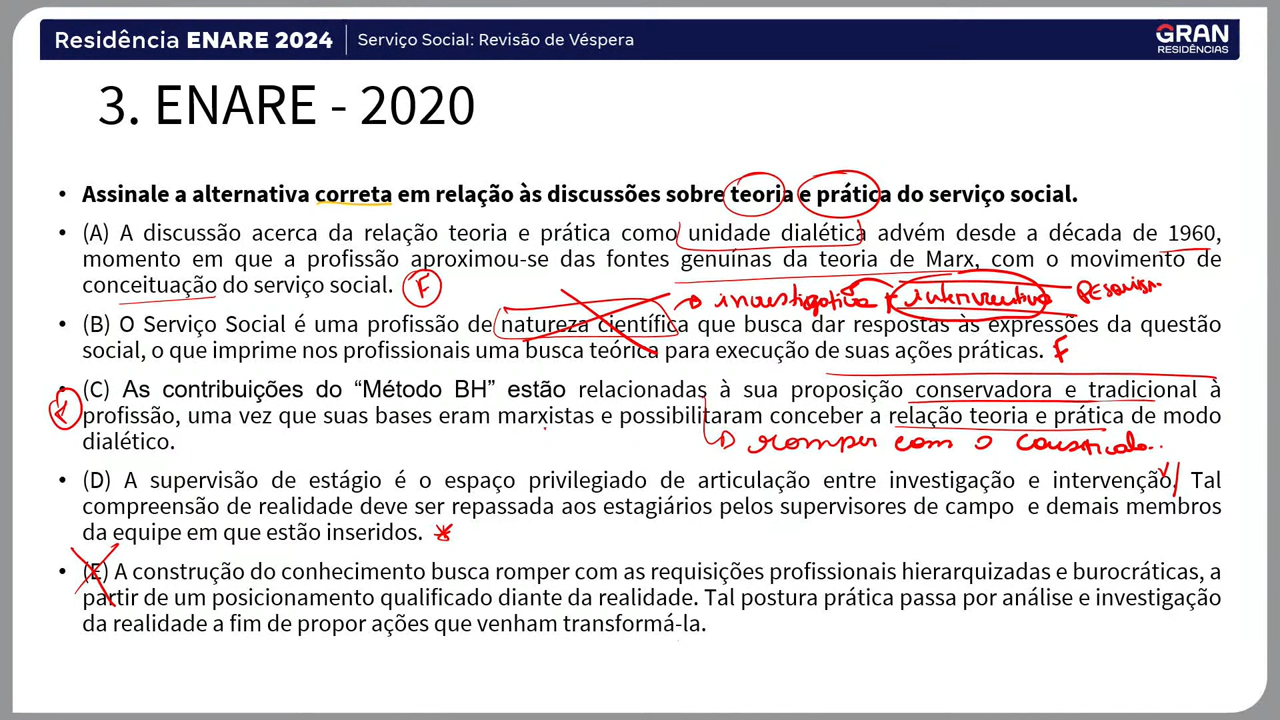 Residência ENARE 2024 | Serviço Social: Revisão de Véspera
GRAN
RESIDÊNCIAS
3. ENARE - 2020
• Assinale a alternativa correta em relação às discussões sobre teoria e prática do serviço social.
• (A) A discussão acerca da relação teoria e prática como unidade dialética advém desde a década de 1960,
momento em que a profissão aproximou-se das fontes genuínas da teoria de Marx, com o movimento de
conceituação do serviço social. F
investigativa e interventiva
• (B) O Serviço Social é uma profissão de natureza científica que busca dar respostas às expressões da questão
social, o que imprime nos profissionais uma busca teórica para execução de suas ações práticas. F
• (C) As contribuições do “Método BH” estão relacionadas à sua proposição conservadora e tradicional à
profissão, uma vez que suas bases eram marxistas e possibilitaram conceber a relação teoria e prática de modo
dialético.
romper com o
• (D) A supervisão de estágio é o espaço privilegiado de articulação entre investigação e intervenção. Tal
compreensão de realidade deve ser repassada aos estagiários pelos supervisores de campo e demais membros
da equipe em que estão inseridos.
• (E) A construção do conhecimento busca romper com as requisições profissionais hierarquizadas e burocráticas, a
partir de um posicionamento qualificado diante da realidade. Tal postura prática passa por análise e investigação
da realidade a fim de propor ações que venham transformá-la.